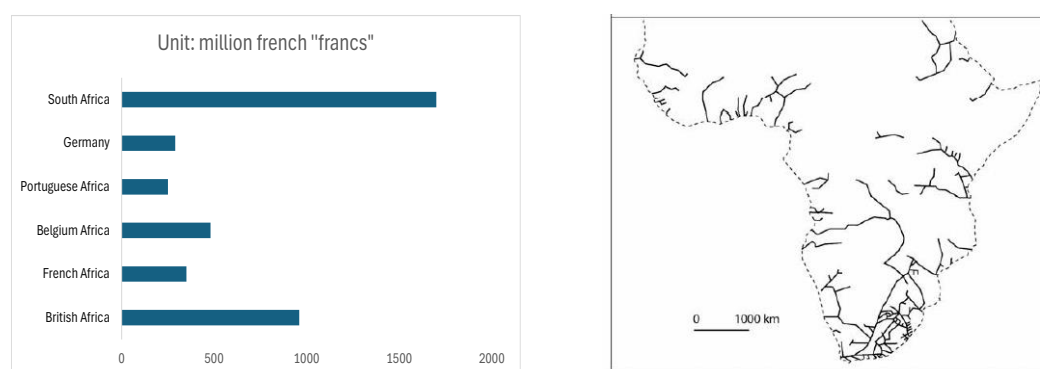 Unit: million french "francs"
South Africa
Germany
Portuguese Africa
Belgium Africa
French Africa
British Africa
0 500 1000 1500 2000
0 1000 km